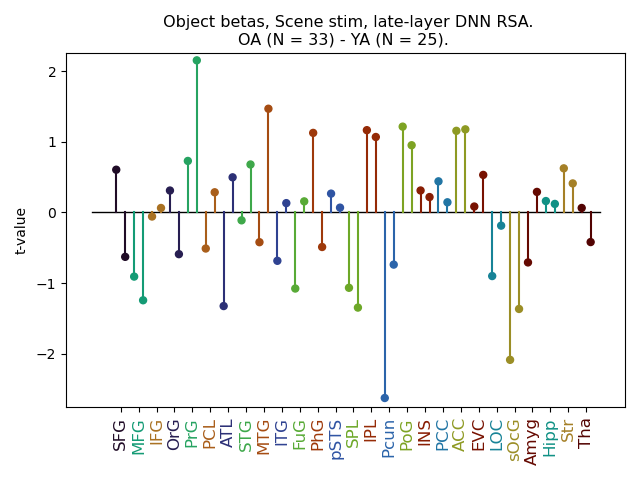 Object betas, Scene stim, late-layer DNN RSA.
OA (N = 33) - YA (N = 25).
t-value
2
1
0
−1
−2
SFG
MFG
IFG
OrG
PrG
PCL
ATL
STG
MTG
ITG
FuG
PhG
pSTS
SPL
IPL
Pcun
PoG
INS
PCC
ACC
EVC
LOC
sOcG
Amyg
Hipp
Str
Tha